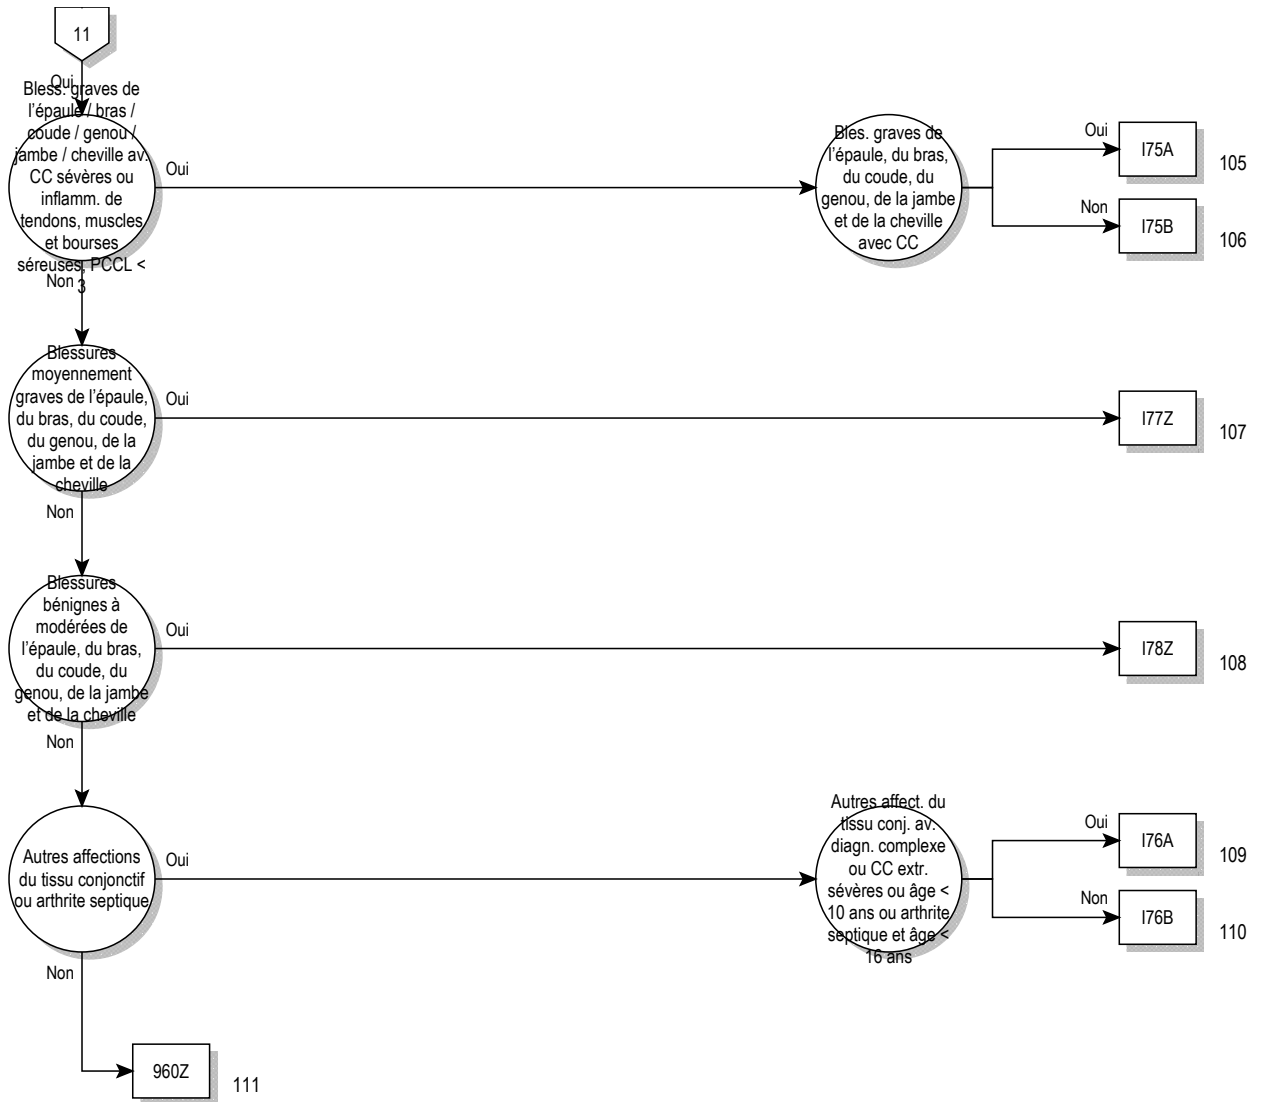 11
Oui
Bless. graves de
l'épaule / bras /
coude / genou /
jambe / cheville av.
CC sévères ou
inflamm. de
tendons, muscles
et bourses
séreuses, PCCL <
3
Oui
Bles. graves de
l'épaule, du bras,
du coude, du
genou, de la jambe
et de la cheville
avec CC
Oui
I75A
105
Non
I75B
106
Non
Blessures
moyennement
graves de l'épaule,
du bras, du coude,
du genou, de la
jambe et de la
cheville
Oui
I77Z
107
Non
Blessures
bénignes à
modérées de
l'épaule, du bras,
du coude, du
genou, de la jambe
et de la cheville
Oui
I78Z
108
Non
Autres affections
du tissu conjonctif
ou arthrite septique
Oui
Autres affect. du
tissu conj. av.
diagn. complexe
ou CC extr.
sévères ou âge <
10 ans ou arthrite
septique et âge <
16 ans
Oui
I76A
109
Non
I76B
110
Non
960Z
111